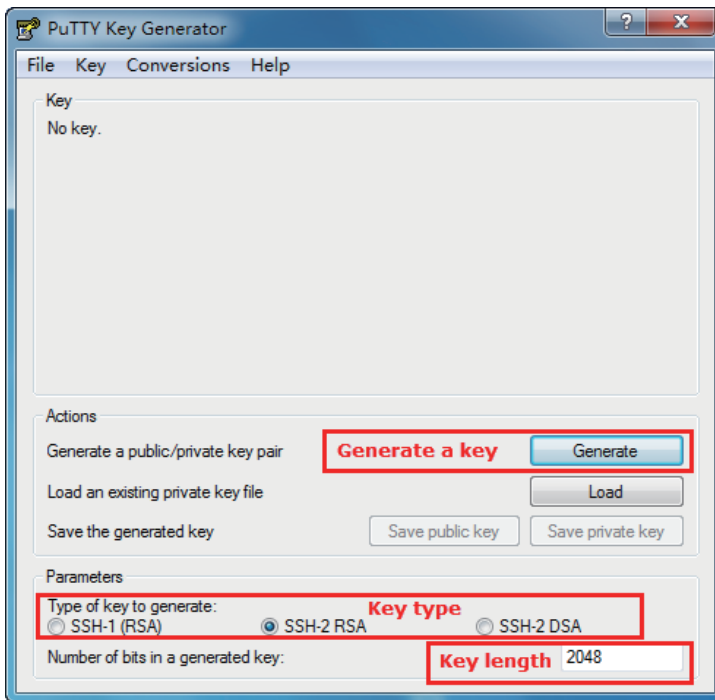 PuTTY Key Generator
File Key Conversions Help
Key
No key.
Actions
Generate a public/private key pair Generate a key Generate
Load an existing private key file Load
Save the generated key Save public key Save private key
Parameters
Type of key to generate: Key type
SSH-1 (RSA) SSH-2 RSA SSH-2 DSA
Number of bits in a generated key: Key length 2048